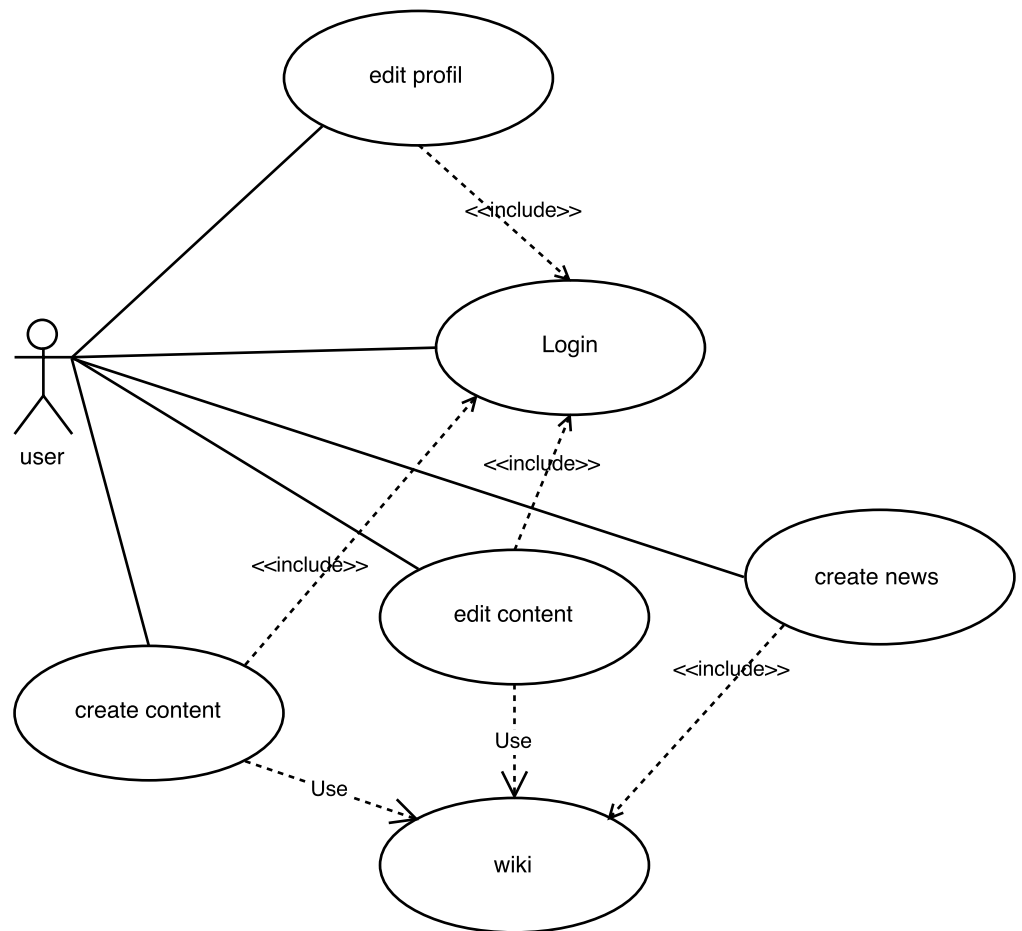 edit profil
<<include>>
Login
user
<<include>>
<<include>>
create news
edit content
<<include>>
create content
Use
Use
wiki